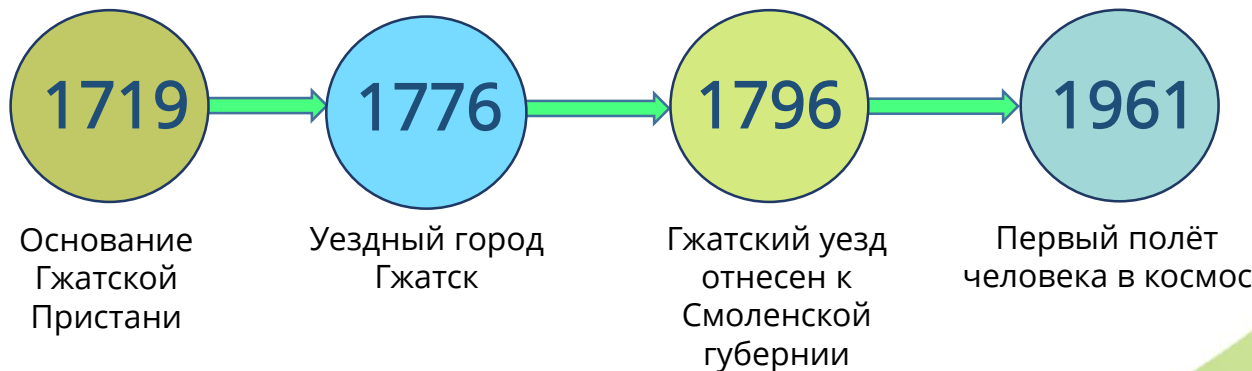 1719
1776
1796
1961
Основание
Гжатской
Пристани
Уездный город
Гжатск
Гжатский уезд
отнесен к
Смоленской
губернии
Первый полёт
человека в космос